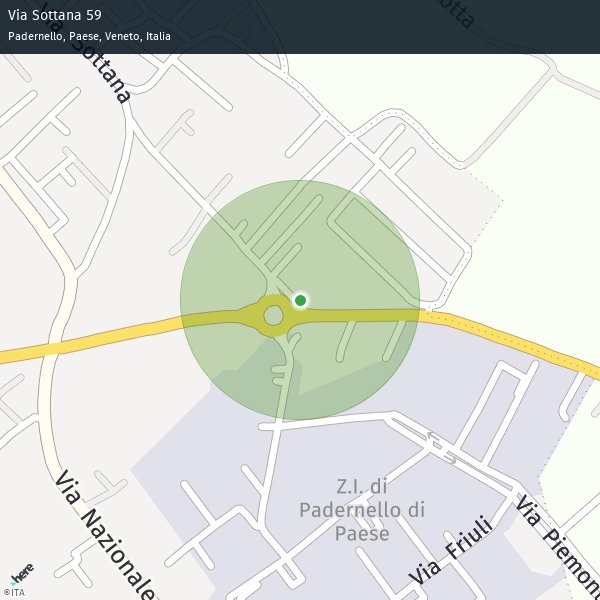 Via Sottana 59
Padernello, Paese, Veneto, Italia
Via Sottana
otta
Z.I. di
Padernello di
Paese
Via Nazionale
Via Friuli
Via Piemon
here
©ITA